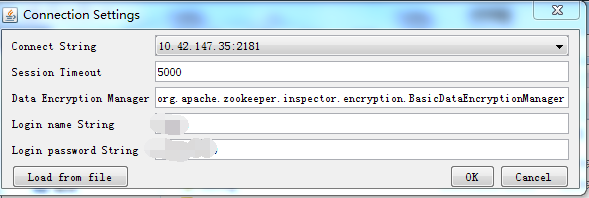 Connection Settings
Connect String 10.42.147.35:2181
Session Timeout 5000
Data Encryption Manager org.apache.zookeeper.inspector.encryption.BasicDataEncryptionManager
Login name String
Login password String
Load from file OK Cancel